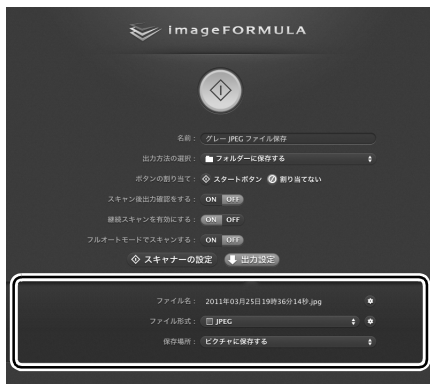 imageFORMULA
名前： グレー JPEG ファイル保存
出力方法の選択： フォルダーに保存する
ボタンの割り当て： スタートボタン 割り当てない
スキャン後出力確認をする： ON OFF
継続スキャンを有効にする： ON OFF
フルオートモードでスキャンする： ON OFF
スキャナーの設定 出力設定
ファイル名： 2011年03月25日19時36分14秒.jpg
ファイル形式： JPEG
保存場所： ピクチャに保存する